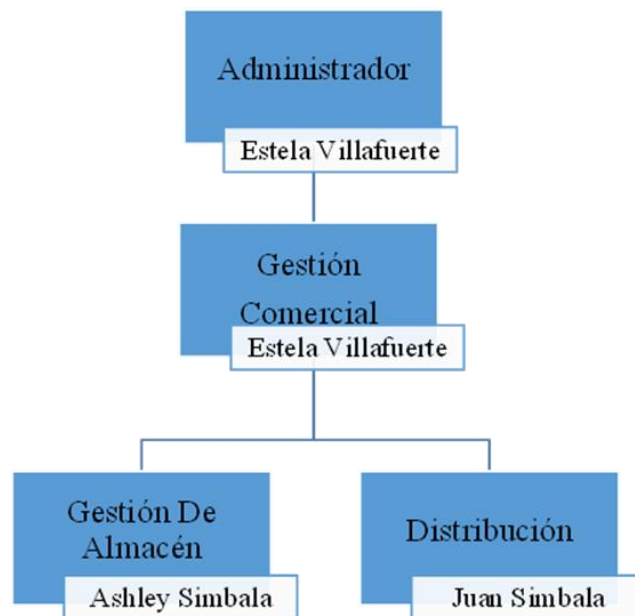 Administrador
Estela Villafuerte
Gestión
Comercial
Estela Villafuerte
Gestión De
Almacén
Ashley Simbala
Distribución
Juan Simbala